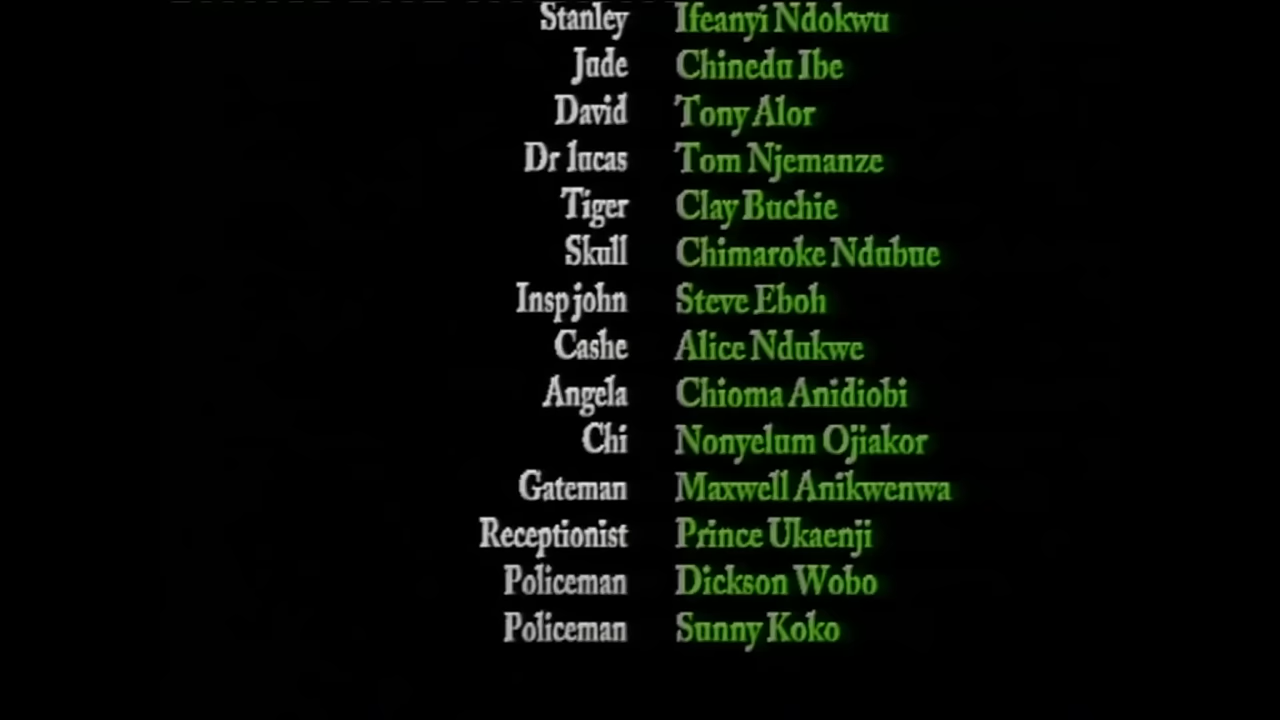 Stanley Ifeanyi Ndokwu
Jude Chinedu Ibe
David Tony Alor
Dr lucas Tom Njemanze
Tiger Clay Buchie
Skull Chimaroke Ndubue
Insp john Steve Eboh
Cashe Alice Ndukwe
Angela Chioma Anidiobi
Chi Nonyelum Ojiakor
Gateman Maxwell Anikwenwa
Receptionist Prince Ukaenji
Policeman Dickson Wobo
Policeman Sunny Koko